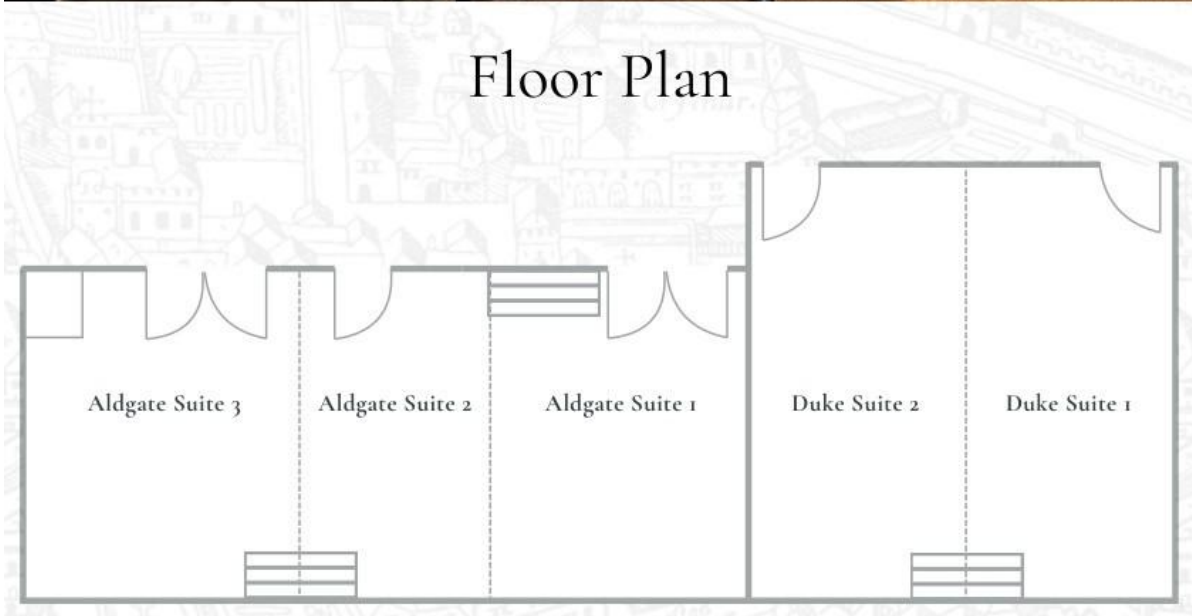 Floor Plan
Aldgate Suite 3
Aldgate Suite 2
Aldgate Suite 1
Duke Suite 2
Duke Suite 1